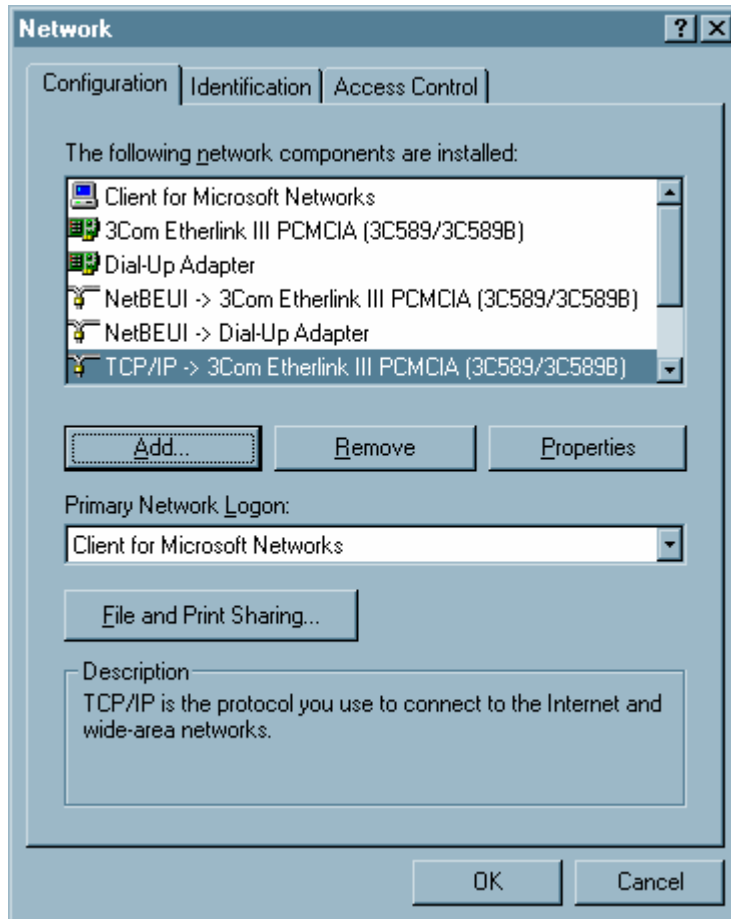 Network
?
Configuration Identification Access Control
The following network components are installed:
Client for Microsoft Networks
3Com Etherlink III PCMCIA (3C589/3C589B)
Dial-Up Adapter
NetBEUI -> 3Com Etherlink III PCMCIA (3C589/3C589B)
NetBEUI -> Dial-Up Adapter
TCP/IP -> 3Com Etherlink III PCMCIA (3C589/3C589B)
Add... Remove Properties
Primary Network Logon:
Client for Microsoft Networks
File and Print Sharing...
Description
TCP/IP is the protocol you use to connect to the Internet and
wide-area networks.
OK Cancel